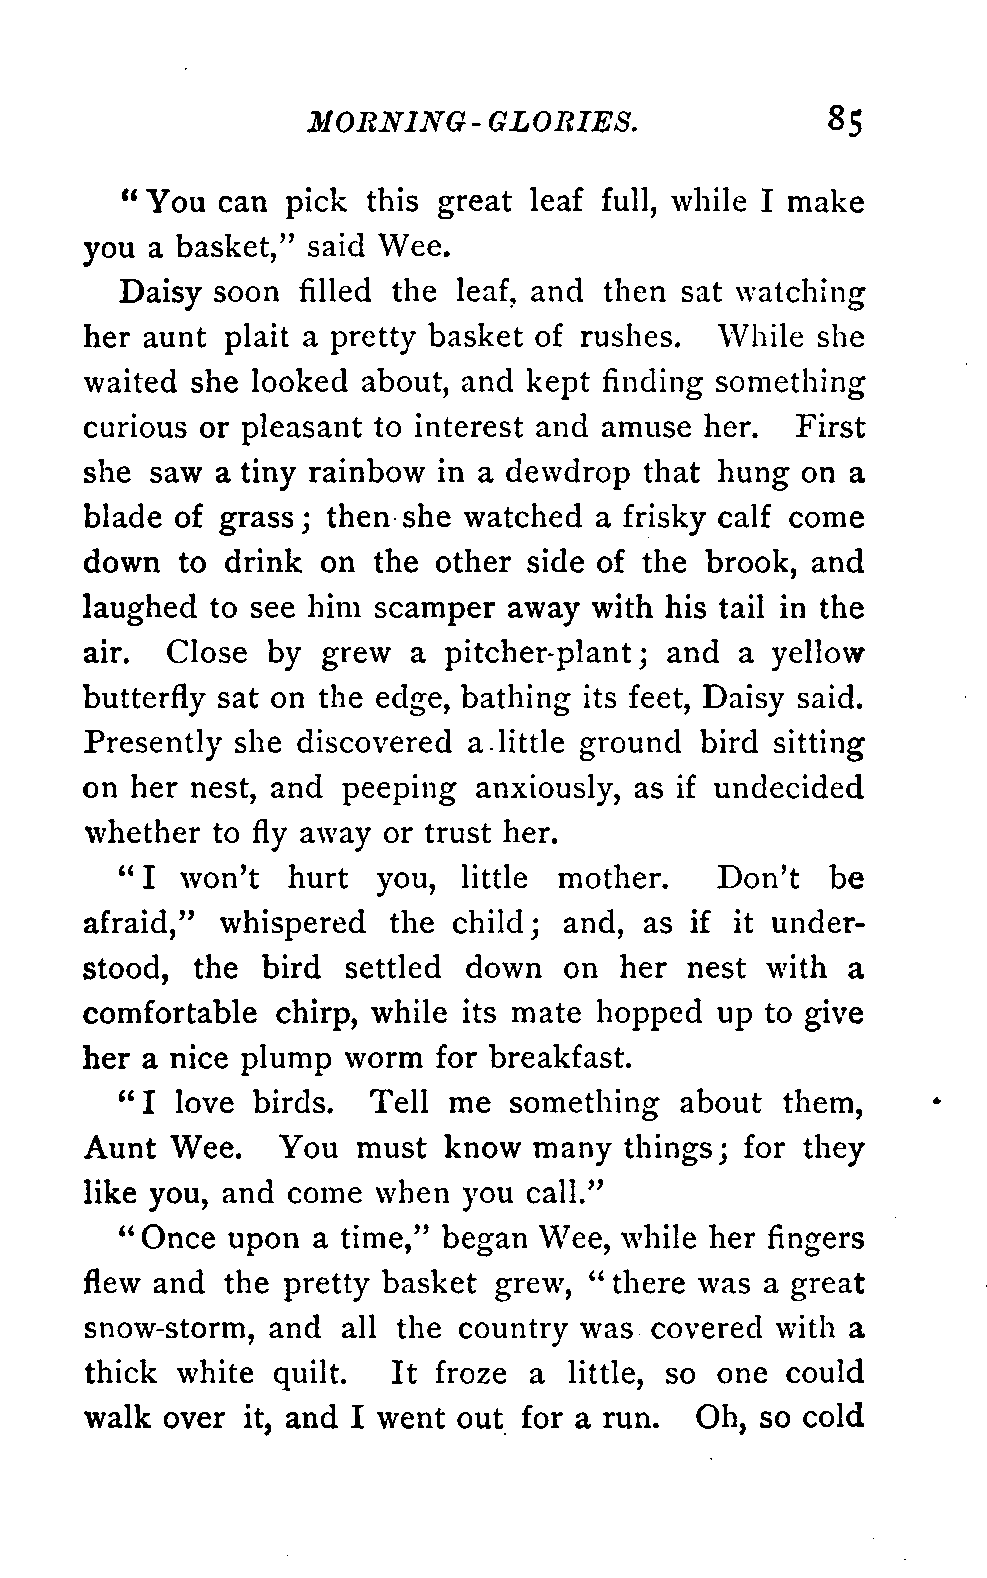 MORNING-GLORIES. 85
"You can pick this great leaf full, while I make
you a basket," said Wee.
Daisy soon filled the leaf, and then sat watching
her aunt plait a pretty basket of rushes. While she
waited she looked about, and kept finding something
curious or pleasant to interest and amuse her. First
she saw a tiny rainbow in a dewdrop that hung on a
blade of grass; then she watched a frisky calf come
down to drink on the other side of the brook, and
laughed to see him scamper away with his tail in the
air. Close by grew a pitcher-plant; and a yellow
butterfly sat on the edge, bathing its feet, Daisy said.
Presently she discovered a little ground bird sitting
on her nest, and peeping anxiously, as if undecided
whether to fly away or trust her.
"I won't hurt you, little mother. Don't be
afraid," whispered the child; and, as if it under-
stood, the bird settled down on her nest with a
comfortable chirp, while its mate hopped up to give
her a nice plump worm for breakfast.
"I love birds. Tell me something about them,
Aunt Wee. You must know many things; for they
like you, and come when you call."
"Once upon a time," began Wee, while her fingers
flew and the pretty basket grew, "there was a great
snow-storm, and all the country was covered with a
thick white quilt. It froze a little, so one could
walk over it, and I went out for a run. Oh, so cold